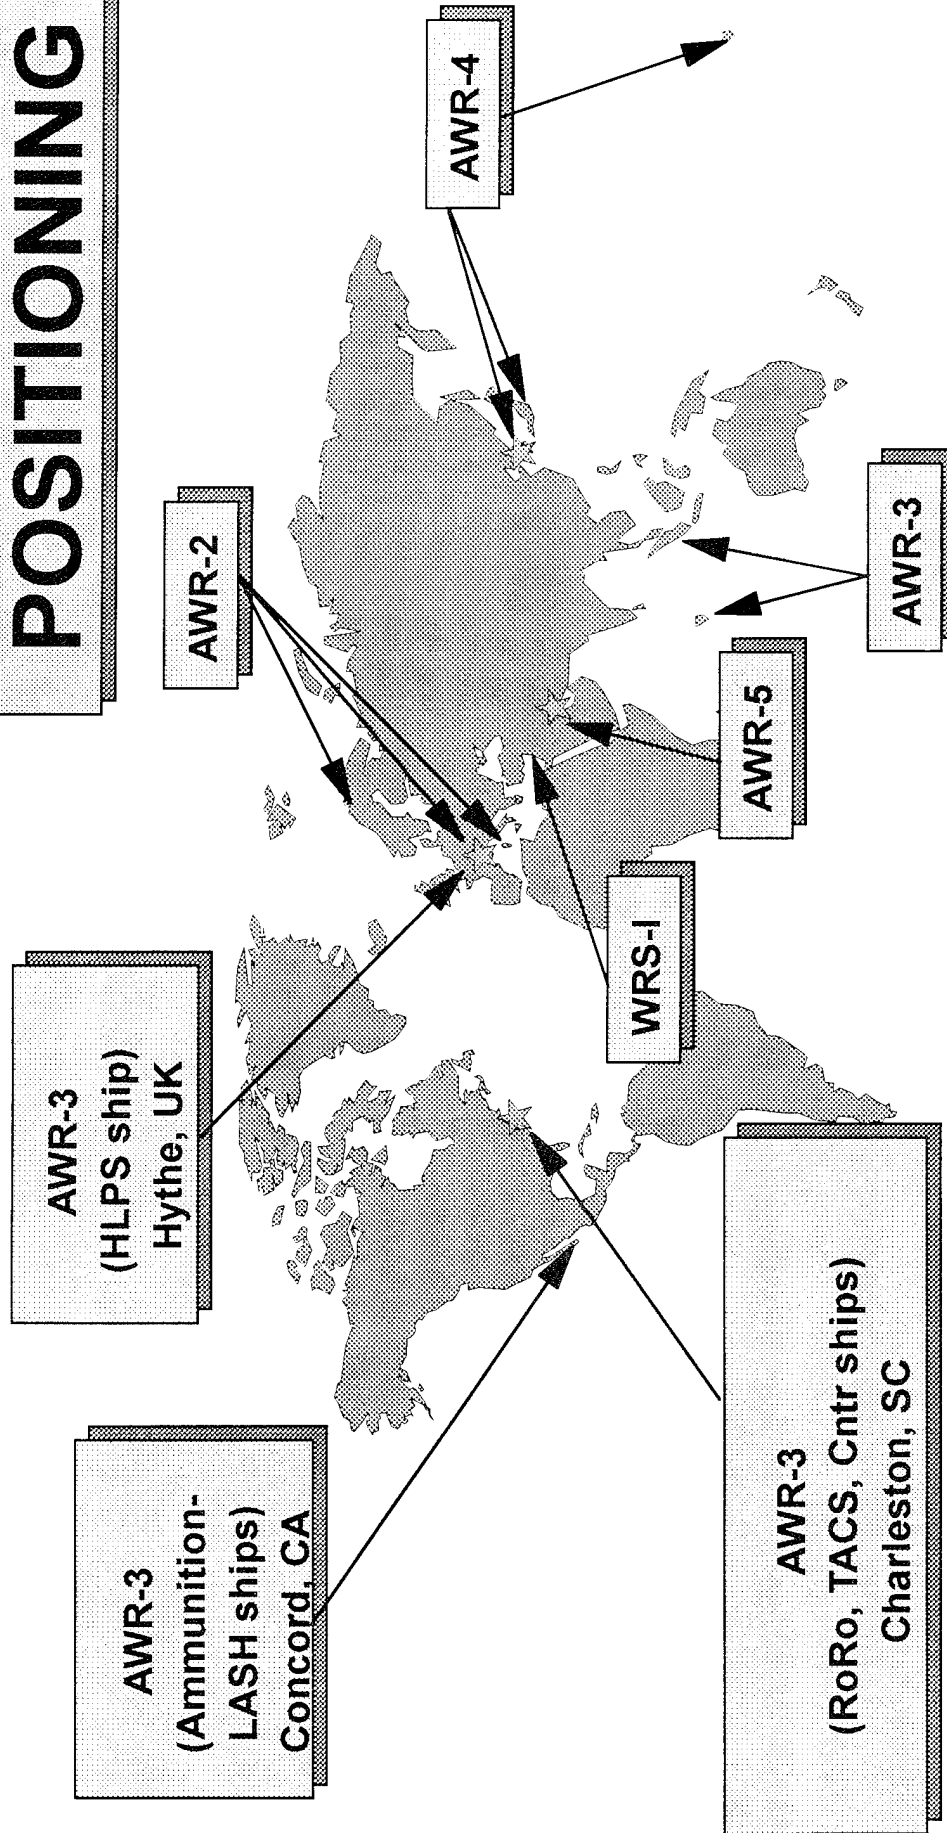 POSITIONING
AWR-3
(HLPS ship)
Hythe, UK
AWR-2
AWR-4
AWR-3
(Ammunition-
LASH ships)
Concord, CA
WRS-I
AWR-5
AWR-3
AWR-3
(RoRo, TACS, Cntr ships)
Charleston, SC